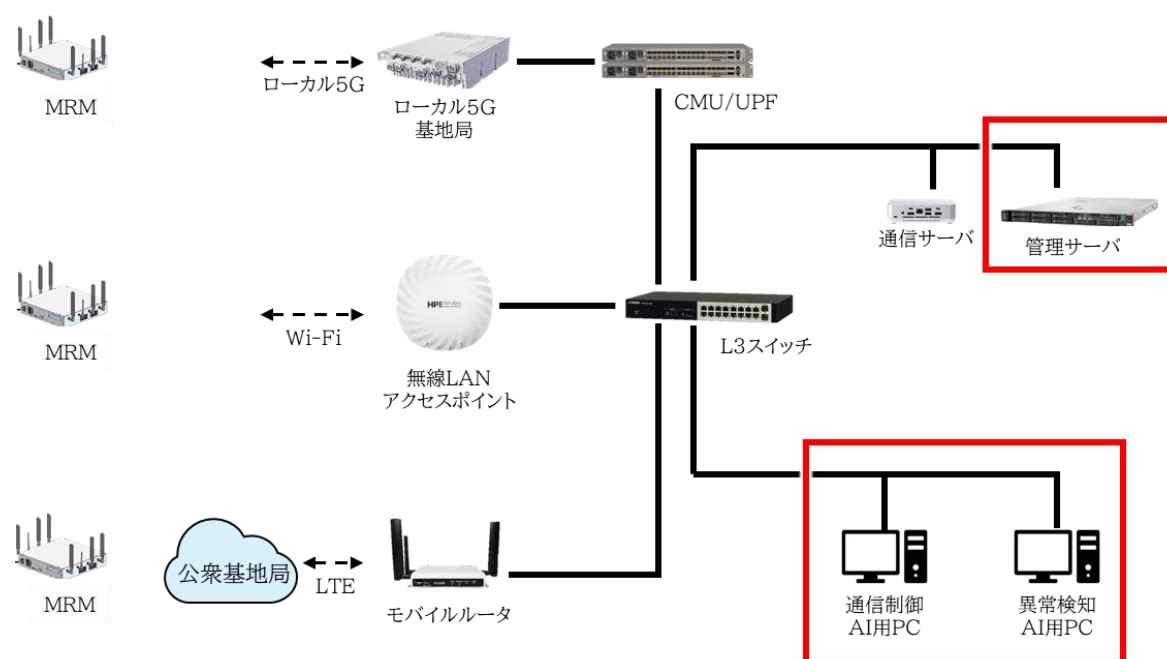 MRM
ローカル5G
ローカル5G
基地局
CMU/UPF
通信サーバ
管理サーバ
MRM
Wi-Fi
HPE aruba
無線LAN
アクセスポイント
L3スイッチ
MRM
公衆基地局
LTE
モバイルルータ
通信制御
AI用PC
異常検知
AI用PC